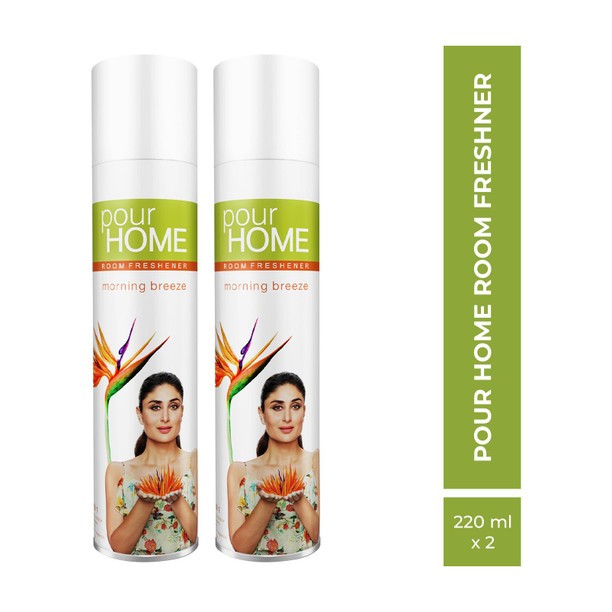 pour
HOME
ROOM FRESHENER
morning breeze
pour
HOME
ROOM FRESHENER
morning breeze
POUR HOME ROOM FRESHNER
220 ml
x 2